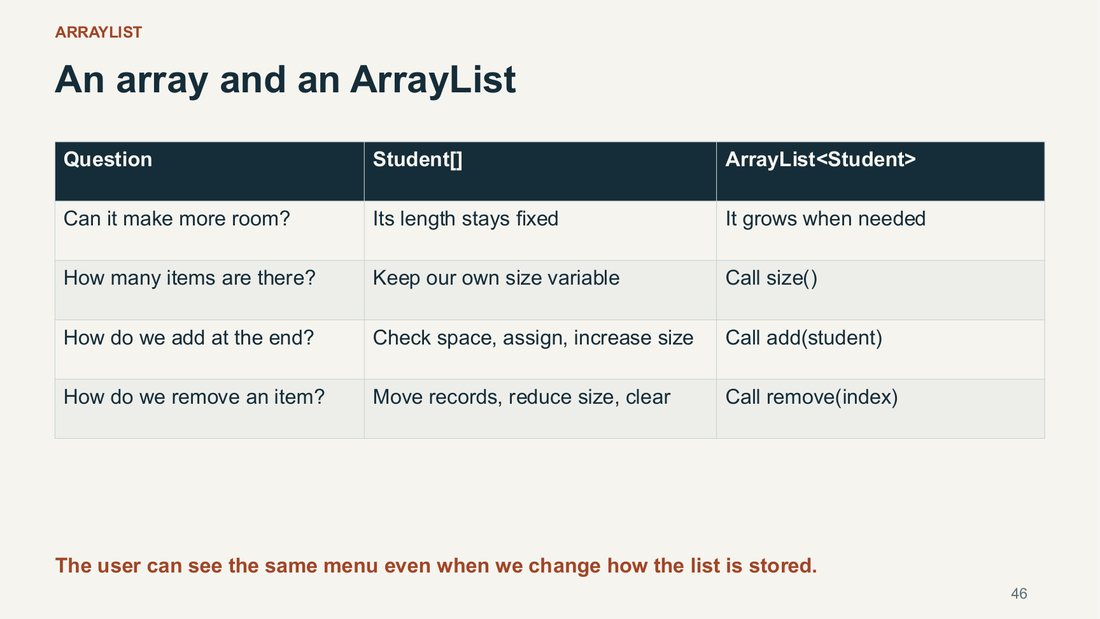 ARRAYLIST
An array and an ArrayList
Question Student[] ArrayList<Student>
Can it make more room? Its length stays fixed It grows when needed
How many items are there? Keep our own size variable Call size()
How do we add at the end? Check space, assign, increase size Call add(student)
How do we remove an item? Move records, reduce size, clear Call remove(index)
The user can see the same menu even when we change how the list is stored.
46